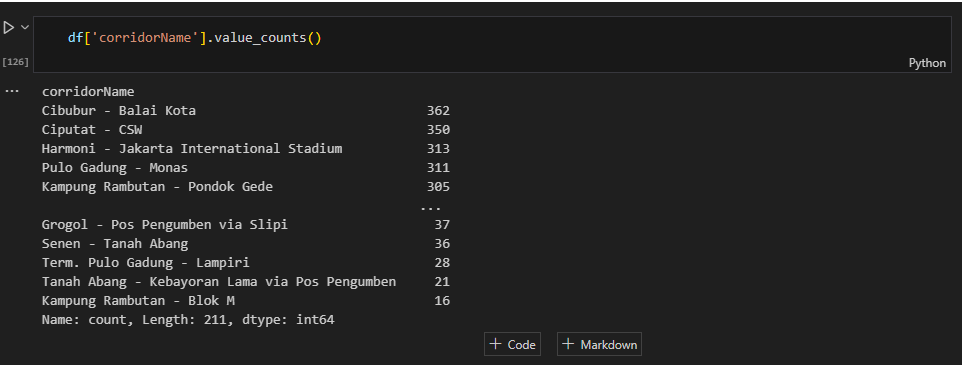 df['corridorName'].value_counts()
[126]
Python
...
corridorName
Cibubur - Balai Kota 362
Ciputat - CSW 350
Harmoni - Jakarta International Stadium 313
Pulo Gadung - Monas 311
Kampung Rambutan - Pondok Gede 305
...
Grogol - Pos Pengumben via Slipi 37
Senen - Tanah Abang 36
Term. Pulo Gadung - Lampiri 28
Tanah Abang - Kebayoran Lama via Pos Pengumben 21
Kampung Rambutan - Blok M 16
Name: count, Length: 211, dtype: int64
+ Code + Markdown